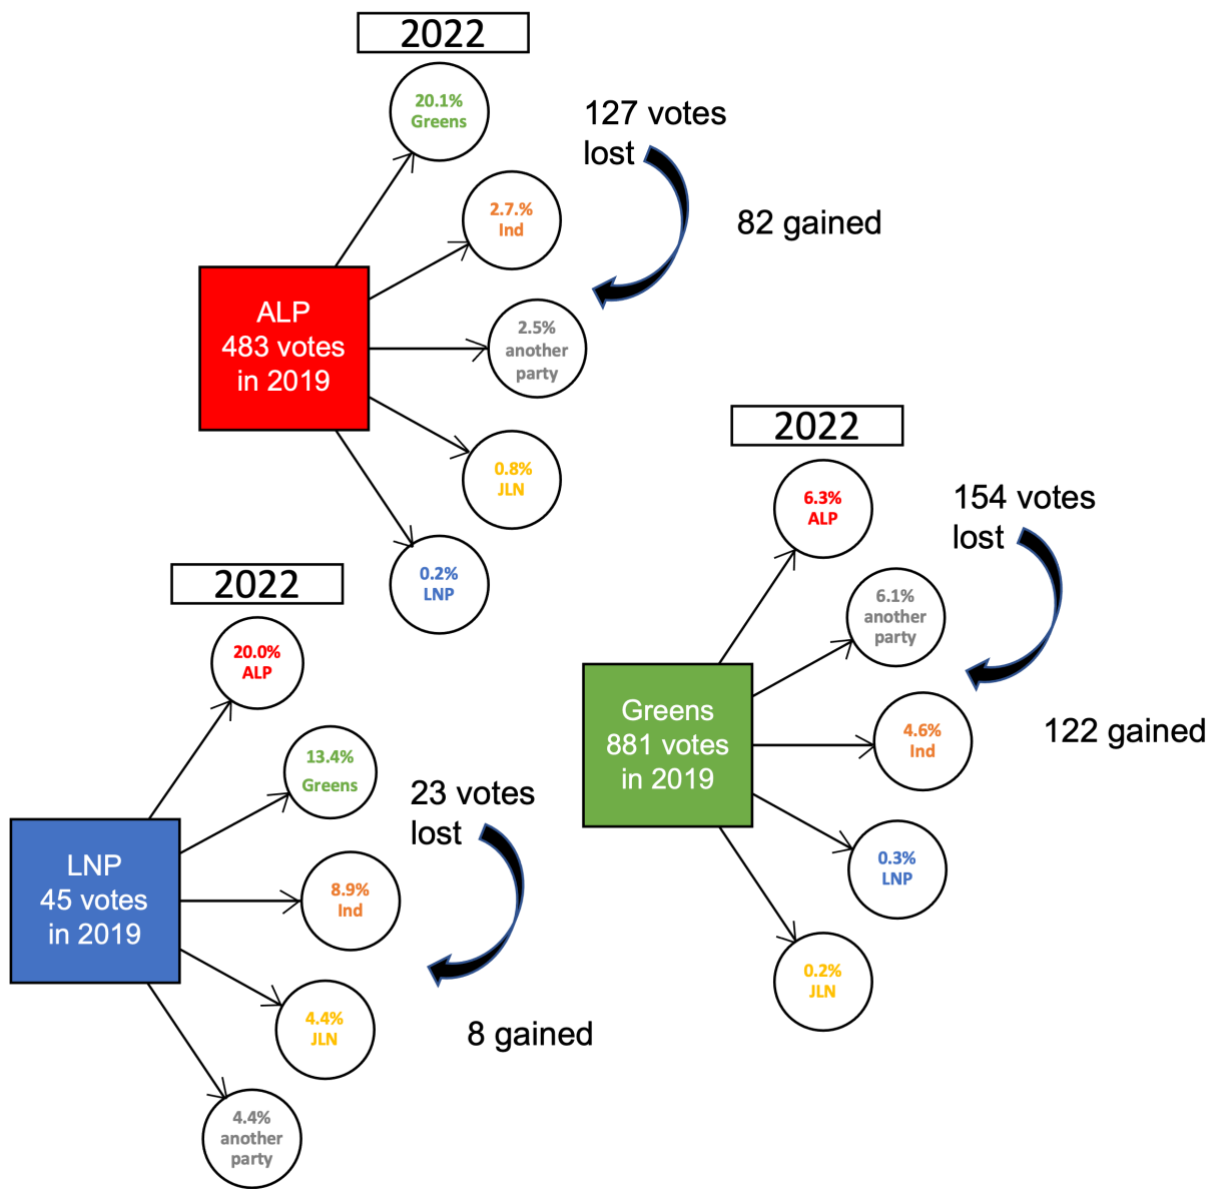 2022
20.1%
Greens
2.7.%
Ind
2.5%
another
party
0.8%
JLN
0.2%
LNP
ALP
483 votes
in 2019
127 votes
lost
82 gained
2022
6.3%
ALP
6.1%
another
party
4.6%
Ind
0.3%
LNP
0.2%
JLN
Greens
881 votes
in 2019
154 votes
lost
122 gained
2022
20.0%
ALP
13.4%
Greens
8.9%
Ind
4.4%
JLN
4.4%
another
party
LNP
45 votes
in 2019
23 votes
lost
8 gained